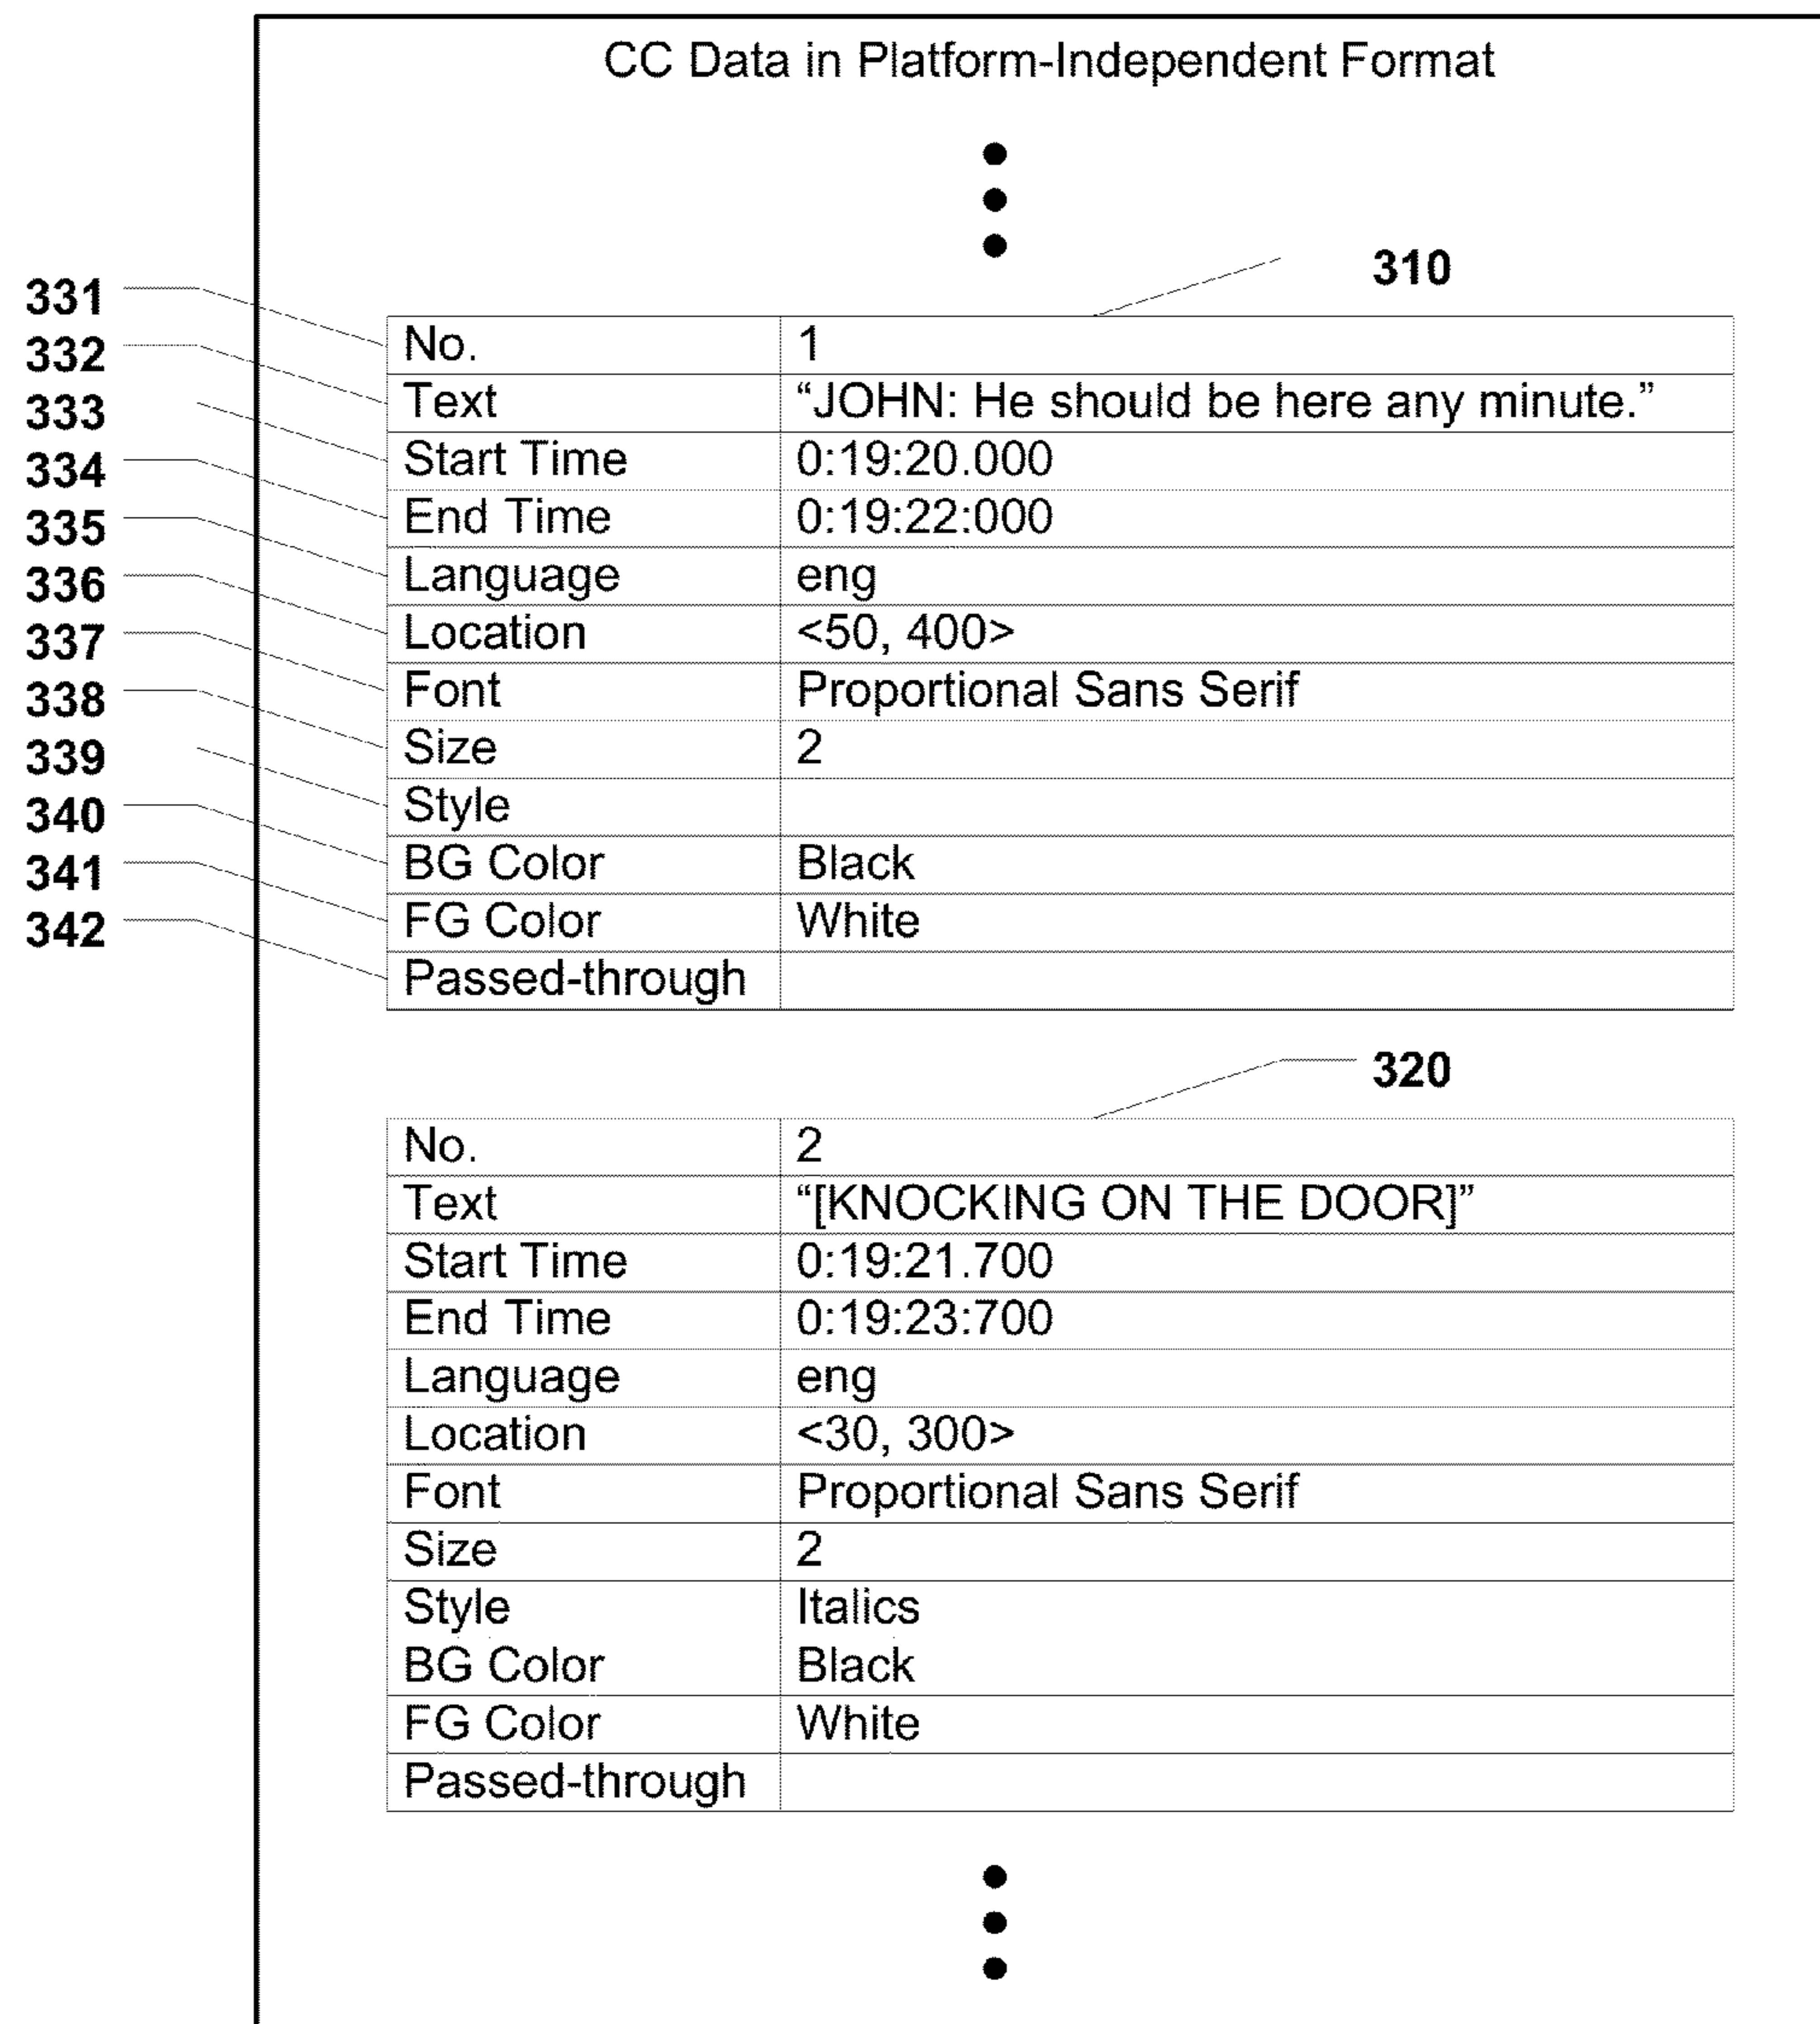 CC Data in Platform-Independent Format
310
331 No. 1
332 Text “JOHN: He should be here any minute.”
333 Start Time 0:19:20.000
334 End Time 0:19:22:000
335 Language eng
336 Location <50, 400>
337 Font Proportional Sans Serif
338 Size 2
339 Style
340 BG Color Black
341 FG Color White
342 Passed-through
320
No. 2
Text “[KNOCKING ON THE DOOR]”
Start Time 0:19:21.700
End Time 0:19:23:700
Language eng
Location <30, 300>
Font Proportional Sans Serif
Size 2
Style Italics
BG Color Black
FG Color White
Passed-through